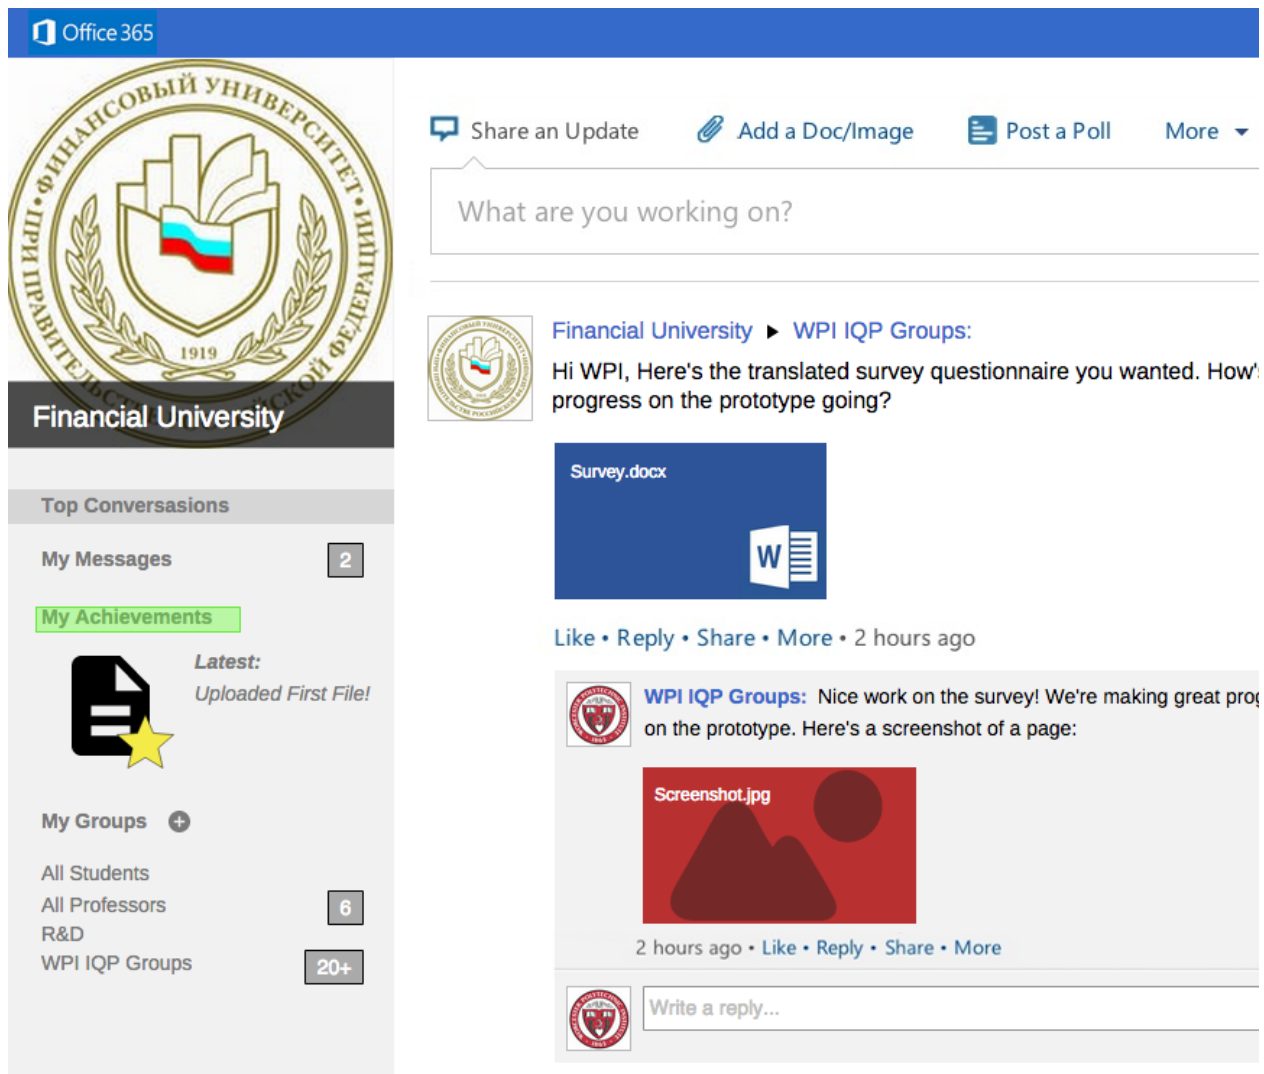 Office 365
ФИНАНСОВЫЙ УНИВЕРСИТЕТ
1919
Financial University
Top Conversasions
My Messages 2
My Achievements
Latest:
Uploaded First File!
My Groups
All Students
All Professors 6
R&D
WPI IQP Groups 20+
Share an Update Add a Doc/Image Post a Poll More
What are you working on?
Financial University WPI IQP Groups:
Hi WPI, Here's the translated survey questionnaire you wanted. How'
progress on the prototype going?
Survey.docx
W
Like • Reply • Share • More • 2 hours ago
WPI IQP Groups: Nice work on the survey! We're making great prog
on the prototype. Here's a screenshot of a page:
Screenshot.jpg
2 hours ago • Like • Reply • Share • More
Write a reply...